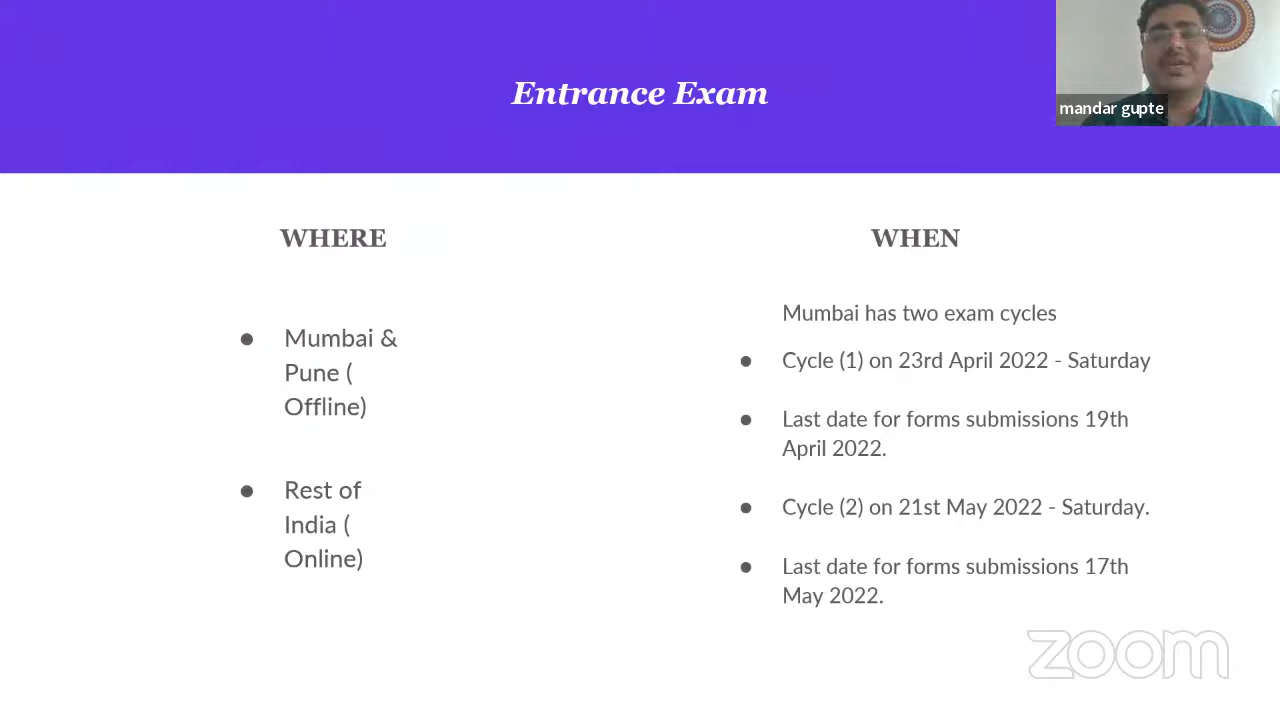 Entrance Exam
mandar gupte
WHERE
● Mumbai &
Pune (
Offline)
● Rest of
India (
Online)
WHEN
Mumbai has two exam cycles
● Cycle (1) on 23rd April 2022 - Saturday
● Last date for forms submissions 19th
April 2022.
● Cycle (2) on 21st May 2022 - Saturday.
● Last date for forms submissions 17th
May 2022.
zoom